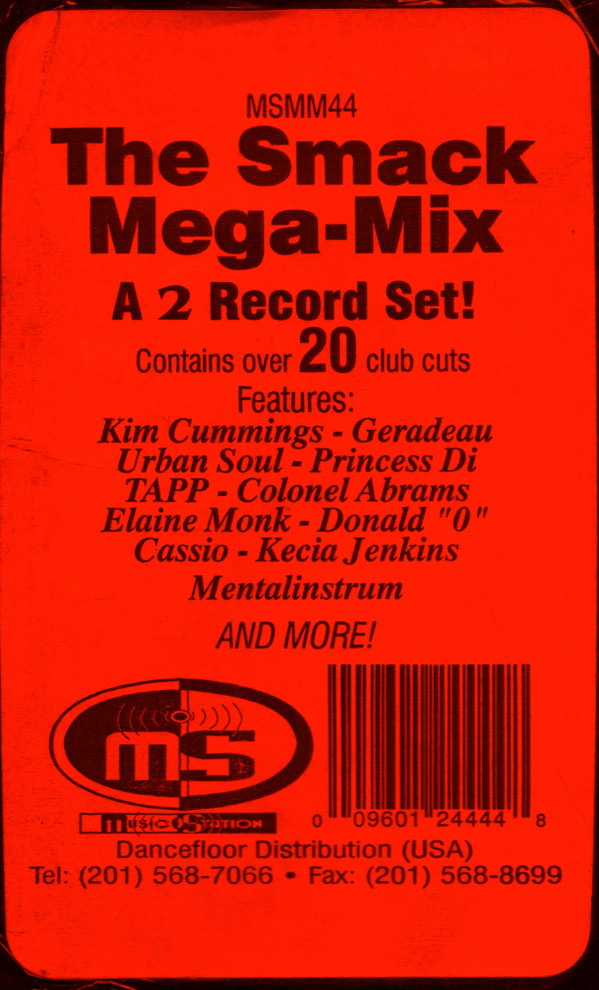 MSMM44
The Smack
Mega-Mix
A 2 Record Set!
Contains over 20 club cuts
Features:
Kim Cummings - Geradeau
Urban Soul - Princess Di
TAPP - Colonel Abrams
Elaine Monk - Donald "0"
Cassio - Kecia Jenkins
Mentalinstrum
AND MORE!
ms
MUSIC STATION
0 09601 24444 8
Dancefloor Distribution (USA)
Tel: (201) 568-7066 • Fax: (201) 568-8699